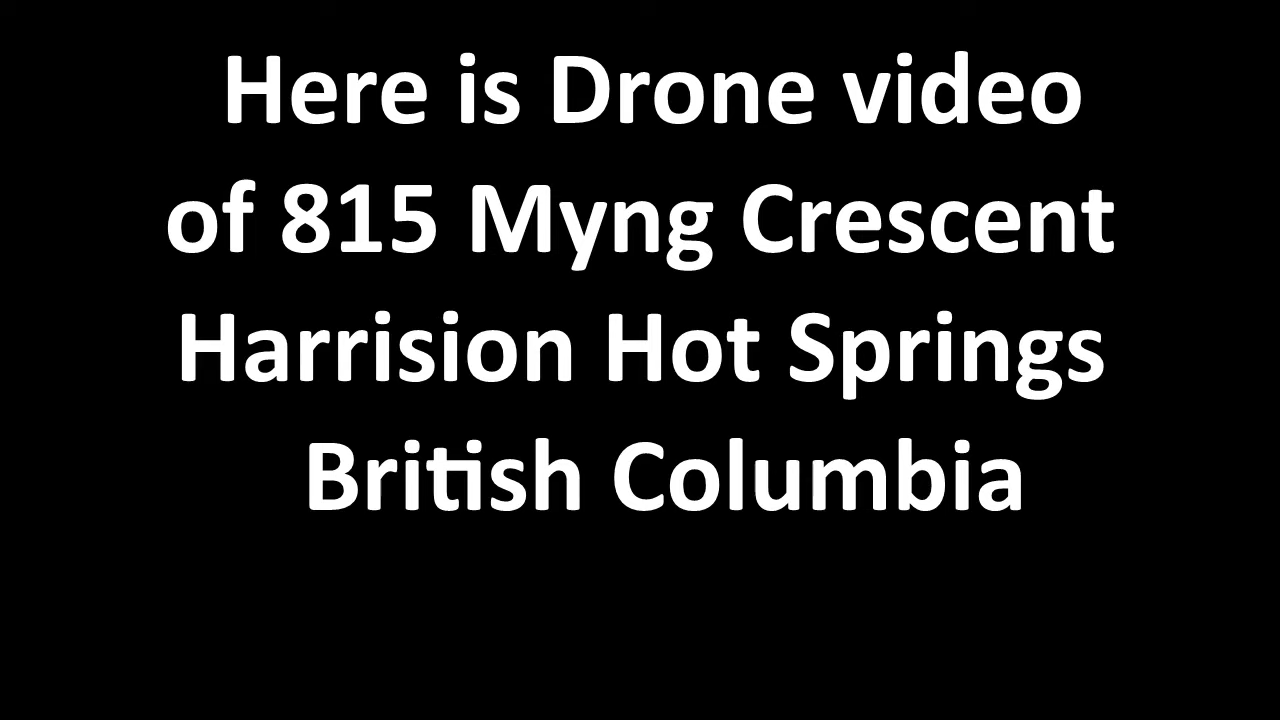 Here is Drone video
of 815 Myng Crescent
Harrision Hot Springs
British Columbia